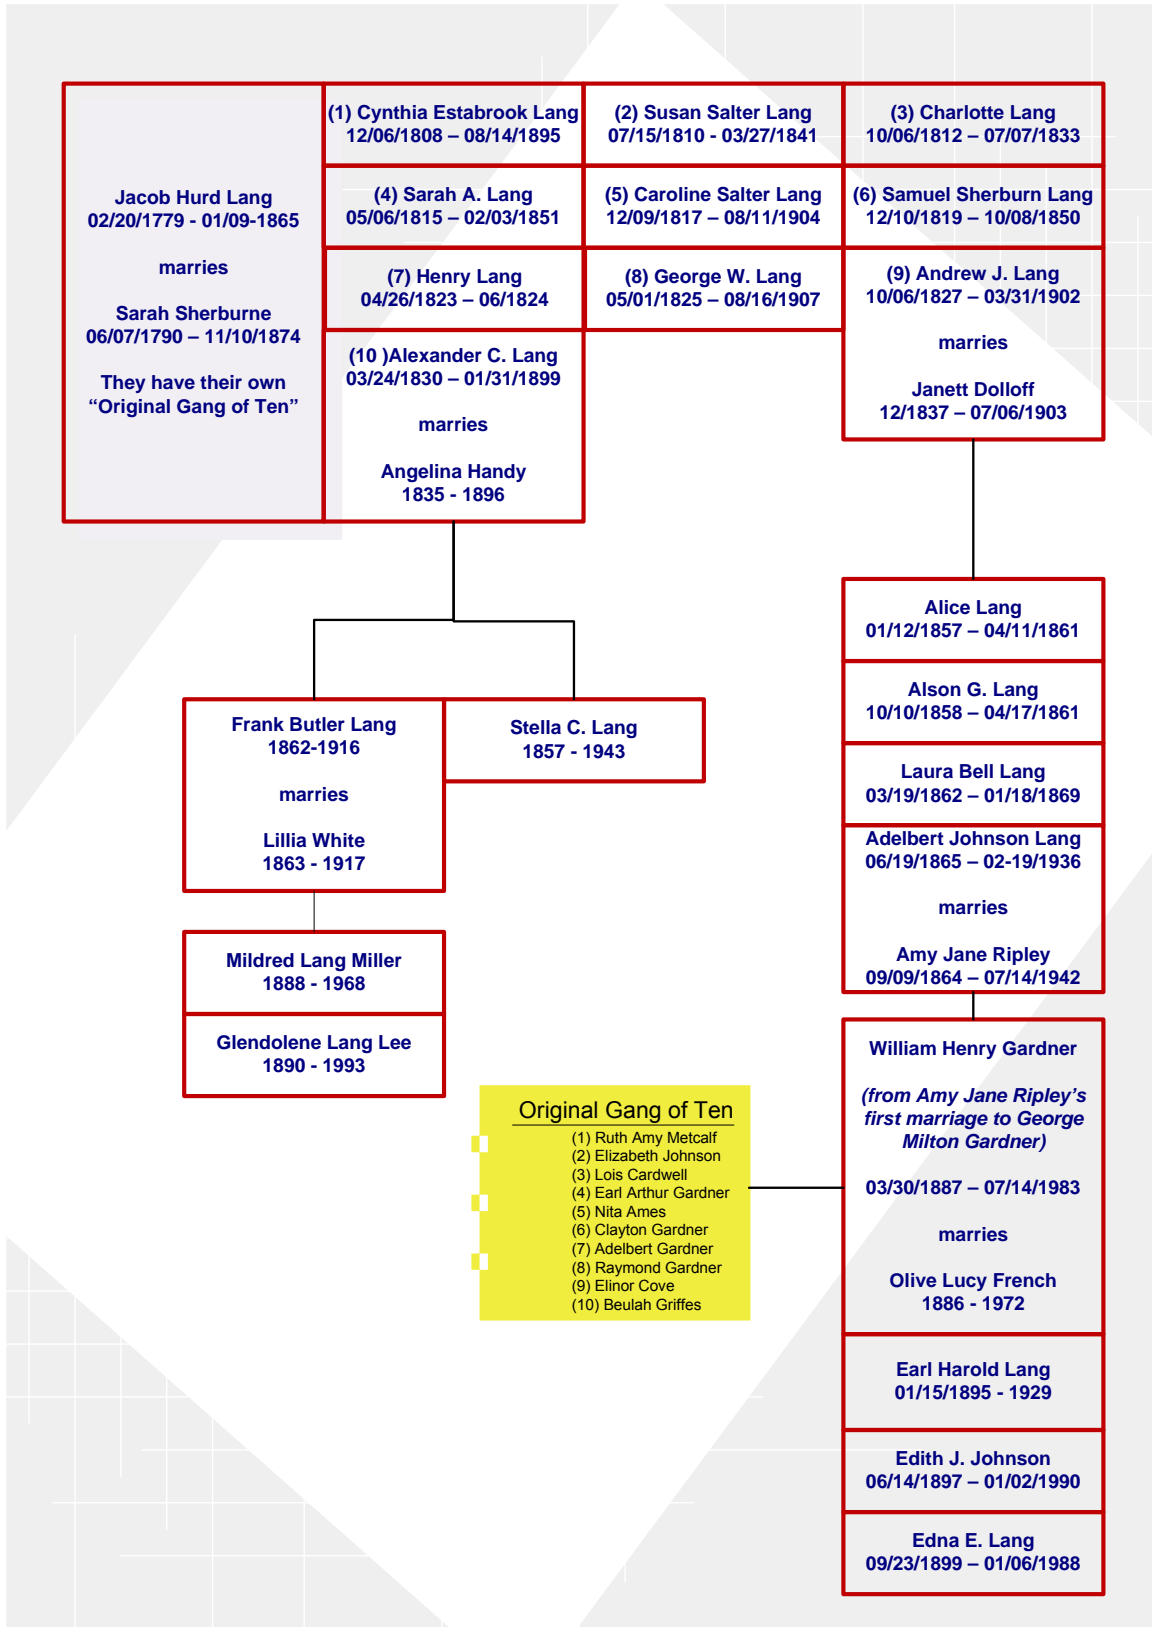 Jacob Hurd Lang
02/20/1779 - 01/09-1865
marries
Sarah Sherburne
06/07/1790 – 11/10/1874
They have their own
“Original Gang of Ten”
(1) Cynthia Estabrook Lang
12/06/1808 – 08/14/1895
(2) Susan Salter Lang
07/15/1810 - 03/27/1841
(3) Charlotte Lang
10/06/1812 – 07/07/1833
(4) Sarah A. Lang
05/06/1815 – 02/03/1851
(5) Caroline Salter Lang
12/09/1817 – 08/11/1904
(6) Samuel Sherburn Lang
12/10/1819 – 10/08/1850
(7) Henry Lang
04/26/1823 – 06/1824
(8) George W. Lang
05/01/1825 – 08/16/1907
(9) Andrew J. Lang
10/06/1827 – 03/31/1902
marries
Janett Dolloff
12/1837 – 07/06/1903
(10 )Alexander C. Lang
03/24/1830 – 01/31/1899
marries
Angelina Handy
1835 - 1896
Frank Butler Lang
1862-1916
marries
Lillia White
1863 - 1917
Stella C. Lang
1857 - 1943
Mildred Lang Miller
1888 - 1968
Glendolene Lang Lee
1890 - 1993
Alice Lang
01/12/1857 – 04/11/1861
Alson G. Lang
10/10/1858 – 04/17/1861
Laura Bell Lang
03/19/1862 – 01/18/1869
Adelbert Johnson Lang
06/19/1865 – 02-19/1936
marries
Amy Jane Ripley
09/09/1864 – 07/14/1942
William Henry Gardner
(from Amy Jane Ripley’s
first marriage to George
Milton Gardner)
03/30/1887 – 07/14/1983
marries
Olive Lucy French
1886 - 1972
Earl Harold Lang
01/15/1895 - 1929
Edith J. Johnson
06/14/1897 – 01/02/1990
Edna E. Lang
09/23/1899 – 01/06/1988
Original Gang of Ten
(1) Ruth Amy Metcalf
(2) Elizabeth Johnson
(3) Lois Cardwell
(4) Earl Arthur Gardner
(5) Nita Ames
(6) Clayton Gardner
(7) Adelbert Gardner
(8) Raymond Gardner
(9) Elinor Cove
(10) Beulah Griffes